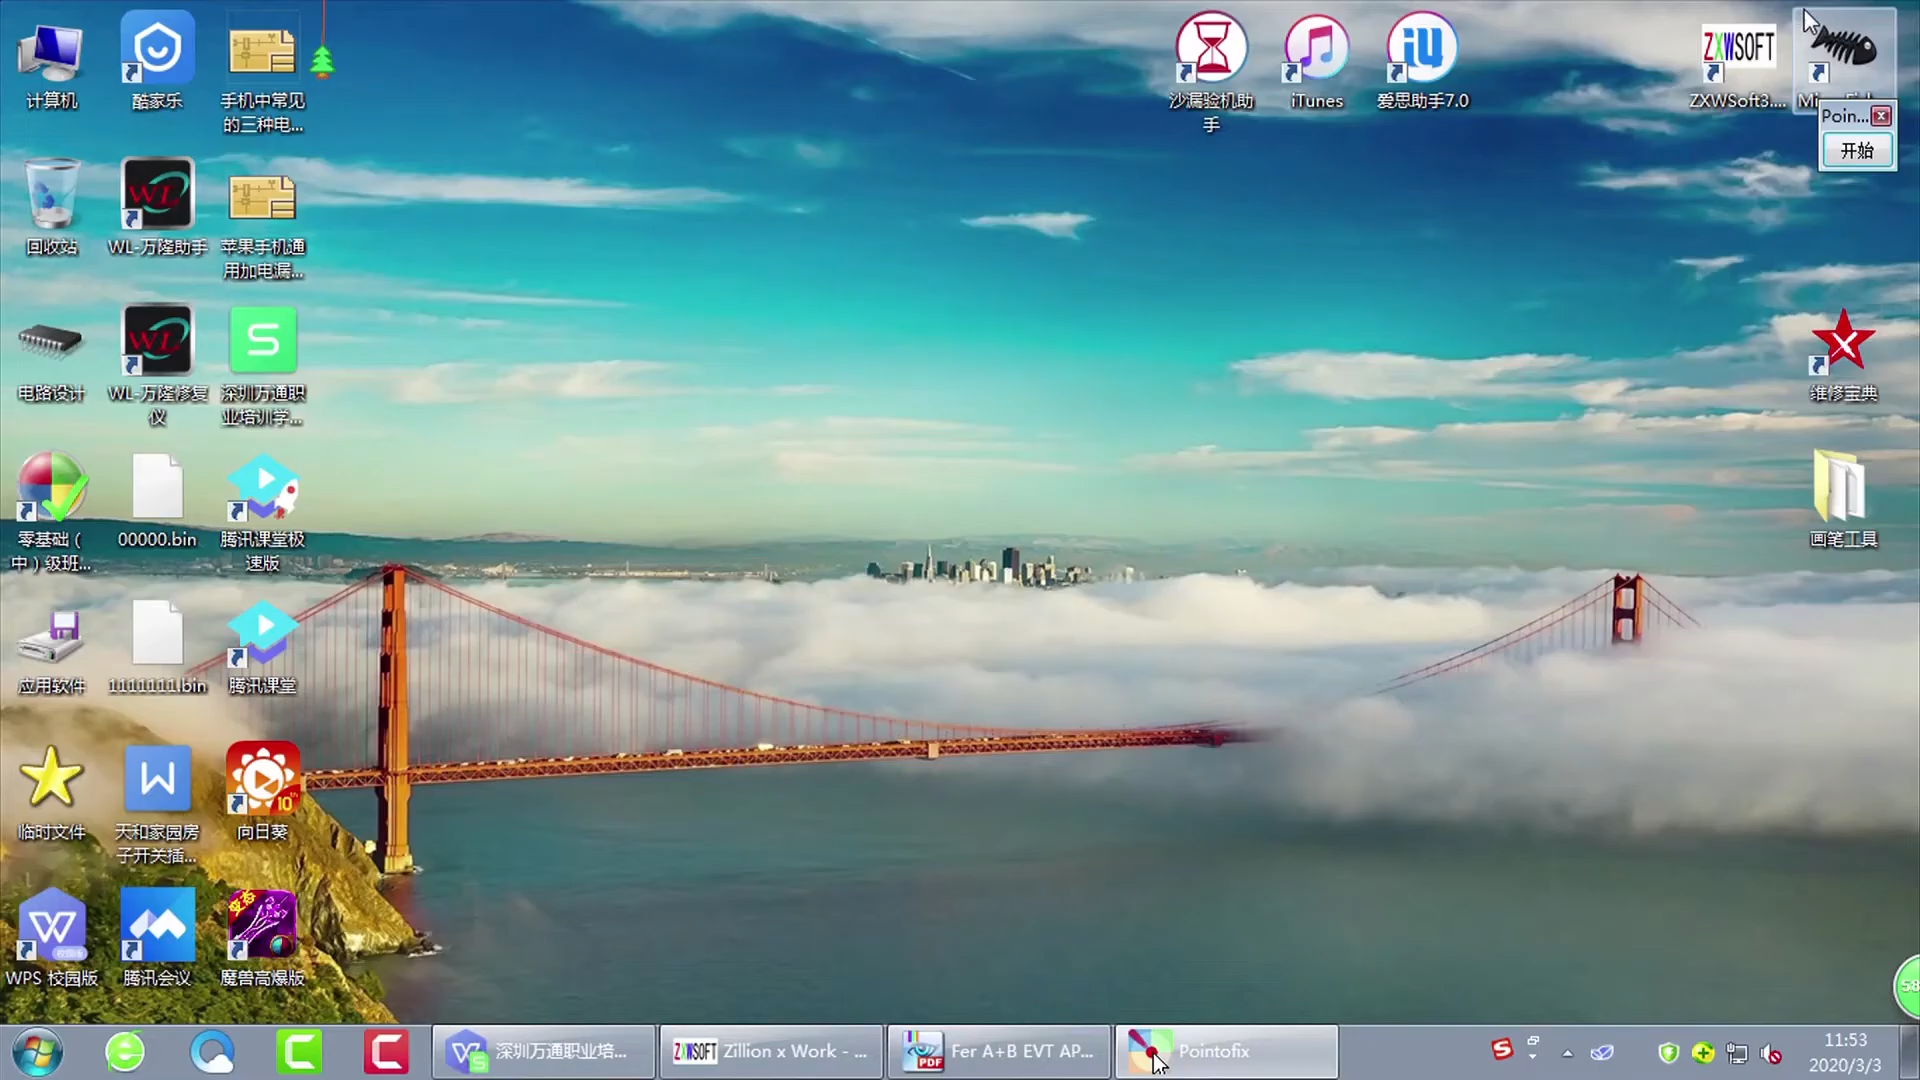 计算机
酷家乐
手机中常见
的三种电...
回收站
WL-万隆助手
苹果手机通
用加电漏...
电路设计
WL-万隆修复
仪
深圳万通职
业培训学...
零基础（
中）级班...
00000.bin
腾讯课堂极
速版
应用软件
1111111.bin
腾讯课堂
临时文件
天和家园房
子开关插...
向日葵
WPS 校园版
腾讯会议
魔兽高爆版
沙漏验机助
手
iTunes
爱思助手7.0
ZXWSOFT
ZXWSoft3....
Poin...
开始
维修宝典
画笔工具
58
深圳万通职业培...
ZXWSOFT
Zillion x Work - ...
PDF
Fer A+B EVT AP...
Pointofix
11:53
2020/3/3